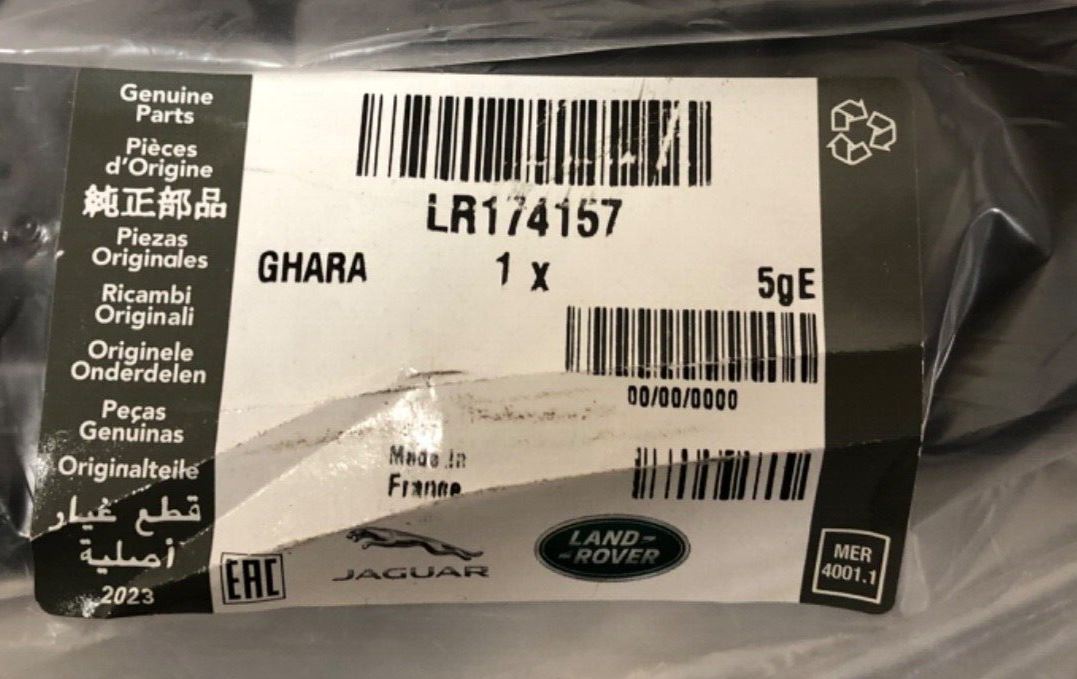 Genuine
Parts
Pièces
d'Origine
純正部品
Piezas
Originales
Ricambi
Originali
Originele
Onderdelen
Peças
Genuinas
Originalteile
قطع غيار
أصلية
2023
LR174157
GHARA 1 x 5gE
00/00/0000
Made In
France
EAC
JAGUAR
LAND-
-ROVER
MER
4001.1